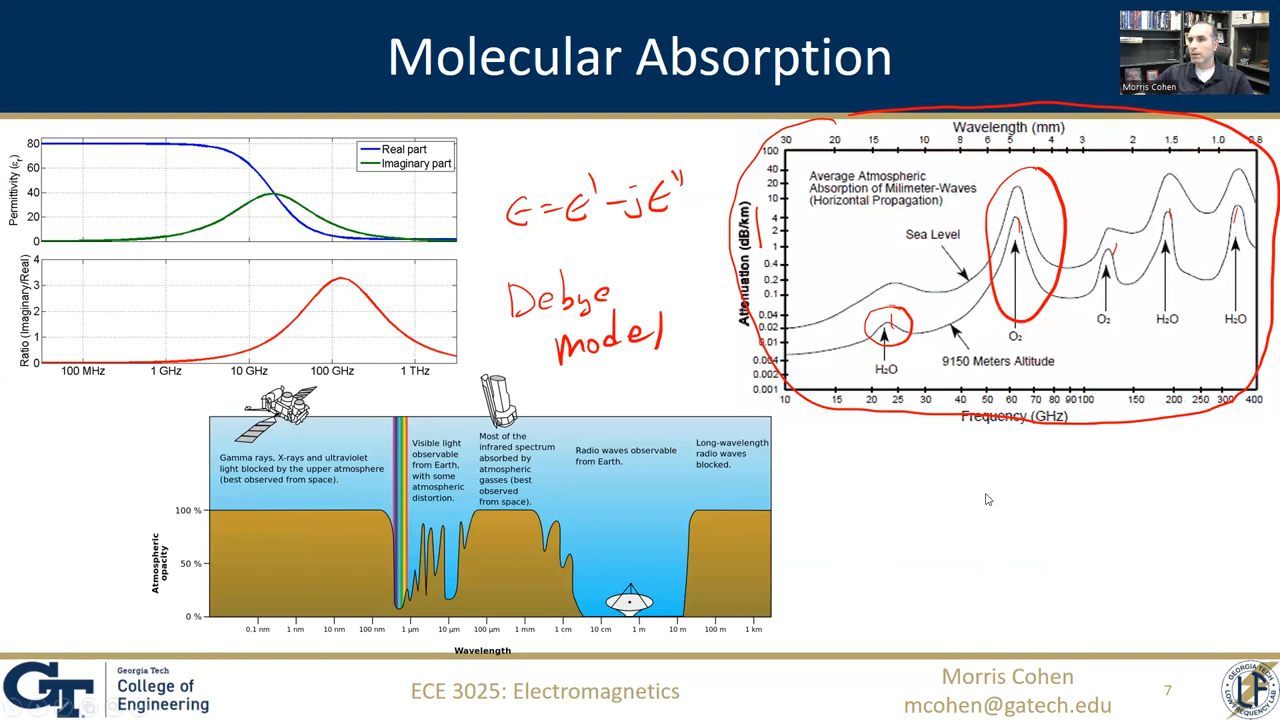 Molecular Absorption
Morris Cohen
Permittivity (εr)
80
60
40
20
0
Real part
Imaginary part
Ratio (Imaginary/Real)
4
3
2
1
0
100 MHz 1 GHz 10 GHz 100 GHz 1 THz
ε = ε' - jε''
Debye
model
Wavelength (mm)
30 20 15 10 8 6 5 4 3 2 1.5 1.0 0.8
Average Atmospheric
Absorption of Milimeter-Waves
(Horizontal Propagation)
Attenuation (dB/km)
100
40
20
10
4
2
1
0.4
0.2
0.1
0.04
0.02
0.01
0.004
0.002
0.001
Sea Level
H2O
O2
O2
H2O
H2O
9150 Meters Altitude
10 15 20 25 30 40 50 60 70 80 90 100 150 200 250 300 400
Frequency (GHz)
Gamma rays, X-rays and ultraviolet
light blocked by the upper atmosphere
(best observed from space).
Visible light
observable
from Earth,
with some
atmospheric
distortion.
Most of the
infrared spectrum
absorbed by
atmospheric
gasses (best
observed
from space).
Radio waves observable
from Earth.
Long-wavelength
radio waves
blocked.
Atmospheric
opacity
100 %
50 %
0 %
0.1 nm 1 nm 10 nm 100 nm 1 μm 10 μm 100 μm 1 mm 1 cm 10 cm 1 m 10 m 100 m 1 km
Wavelength
GT
Georgia Tech
College of
Engineering
ECE 3025: Electromagnetics
Morris Cohen
mcohen@gatech.edu
7